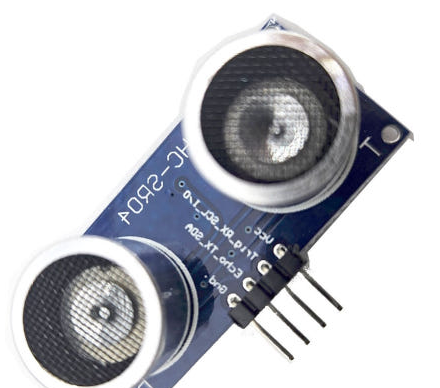 HC-SR04
T
Vcc
Trig_RX_SCL_I/O
Echo_TX_SDA
Gnd